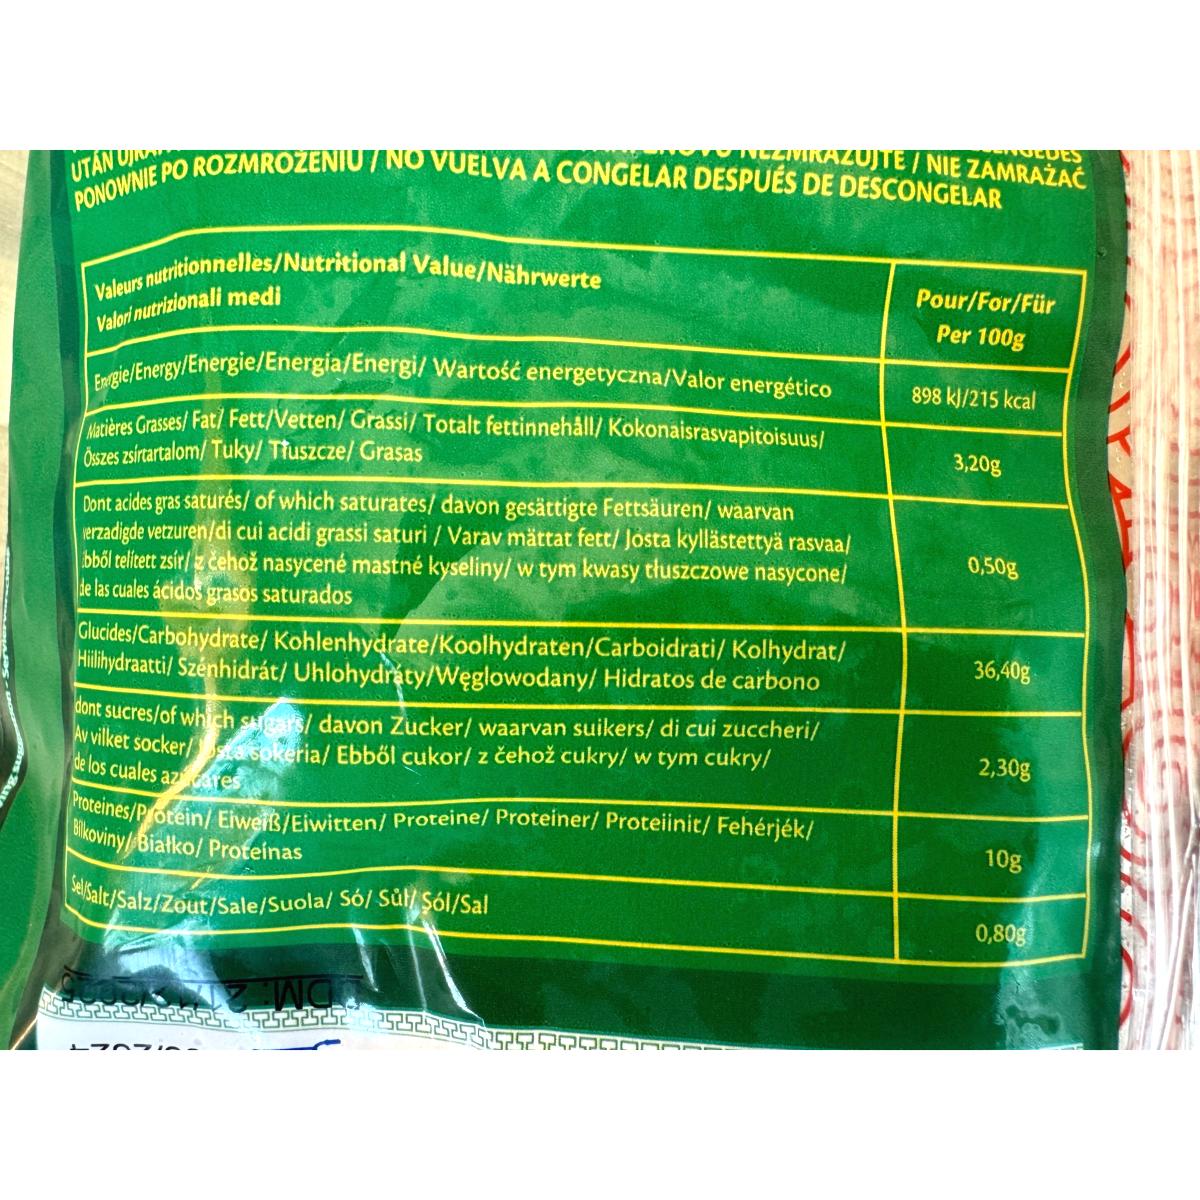 UTÁN
NEZMRAZUJTE / NIE ZAMRAŻAĆ
PONOWNIE PO ROZMROŻENIU / NO VUELVA A CONGELAR DESPUÉS DE DESCONGELAR
Valeurs nutritionnelles/Nutritional Value/Nährwerte
Valori nutrizionali medi
Pour/For/Für
Per 100g
Energie/Energy/Energie/Energia/Energi/ Wartość energetyczna/Valor energético
898 kJ/215 kcal
Matières Grasses/ Fat/ Fett/Vetten/ Grassi/ Totalt fettinnehåll/ Kokonaisrasvapitoisuus/
Összes zsírtartalom/ Tuky/ Tłuszcze/ Grasas
3,20g
Dont acides gras saturés/ of which saturates/ davon gesättigte Fettsäuren/ waarvan
verzadigde vetzuren/di cui acidi grassi saturi / Varav mättat fett/ Josta kyllästettyä rasvaa/
telített zsír/ z čehož nasycené mastné kyseliny/ w tym kwasy tłuszczowe nasycone/
de las cuales ácidos grasos saturados
0,50g
Glucides/Carbohydrate/ Kohlenhydrate/Koolhydraten/Carboidrati/ Kolhydrat/
Hiilihydraatti/ Szénhidrát/ Uhlohydráty/Węglowodany/ Hidratos de carbono
36,40g
dont sucres/of which sugars/ davon Zucker/ waarvan suikers/ di cui zuccheri/
Av vilket socker/ Josta sokeria/ Ebből cukor/ z čehož cukry/ w tym cukry/
de los cuales azúcares
2,30g
Proteines/Protein/ Eiweiß/Eiwitten/ Proteine/ Proteiner/ Proteiinit/ Fehérjék/
Bílkoviny/ Białko/ Proteínas
10g
Sel/Salt/Salz/Zout/Sale/Suola/ Só/ Sůl/ Sól/Sal
0,80g